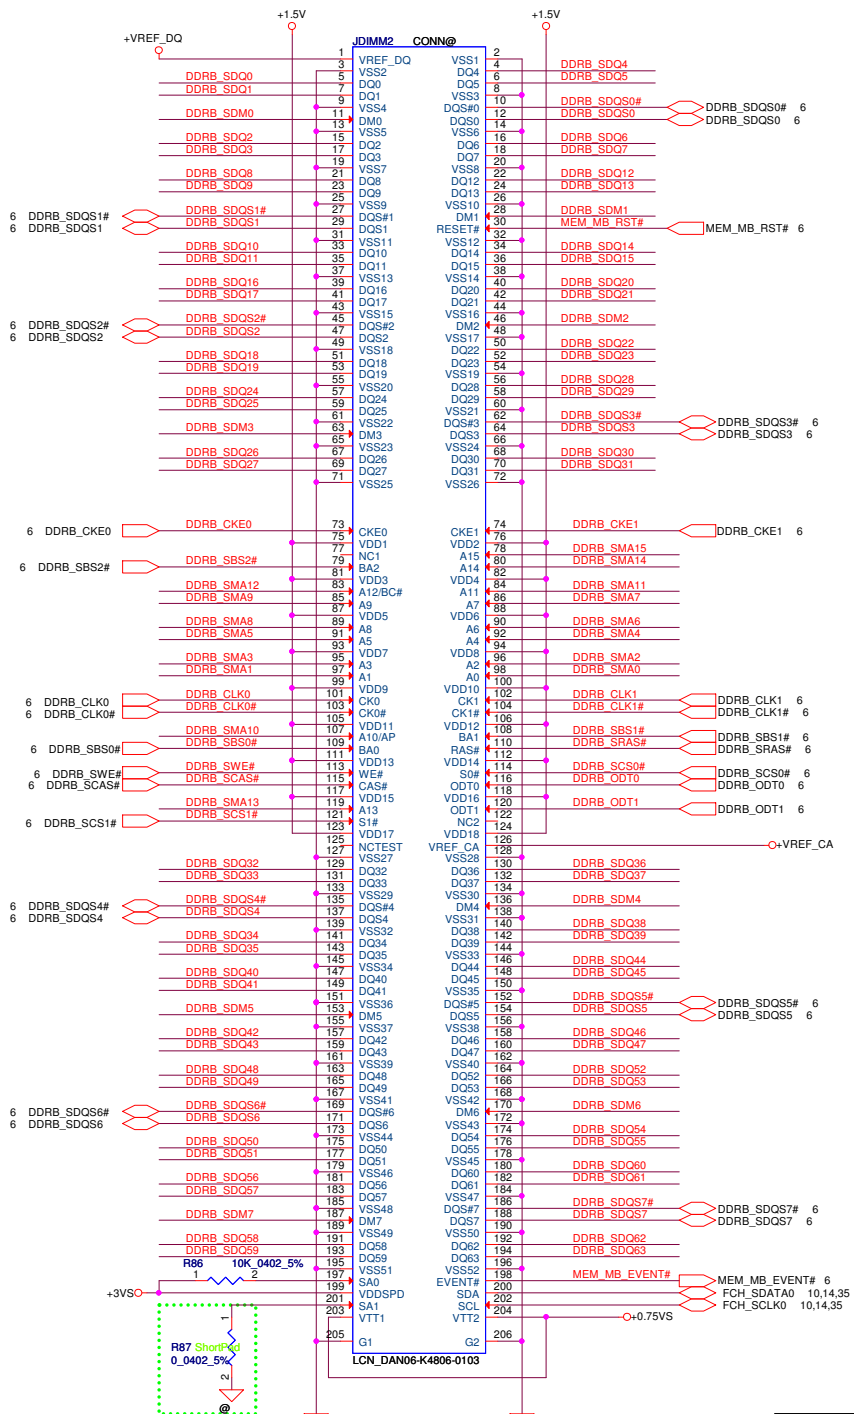 +1.5V +1.5V
+VREF_DQ
JDIMM2 CONN@
1 VREF_DQ VSS1 2
3 VSS2 DQ4 4 DDRB_SDQ4
DDRB_SDQ0 5 DQ0 DQ5 6 DDRB_SDQ5
DDRB_SDQ1 7 DQ1 VSS3 8
9 VSS4 DQS#0 10 DDRB_SDQS0# DDRB_SDQS0# 6
DDRB_SDM0 11 DM0 DQS0 12 DDRB_SDQS0 DDRB_SDQS0 6
13 VSS5 VSS6 14
DDRB_SDQ2 15 DQ2 DQ6 16 DDRB_SDQ6
DDRB_SDQ3 17 DQ3 DQ7 18 DDRB_SDQ7
19 VSS7 VSS8 20
DDRB_SDQ8 21 DQ8 DQ12 22 DDRB_SDQ12
DDRB_SDQ9 23 DQ9 DQ13 24 DDRB_SDQ13
25 VSS9 VSS10 26
6 DDRB_SDQS1# DDRB_SDQS1# 27 DQS#1 DM1 28 DDRB_SDM1
6 DDRB_SDQS1 DDRB_SDQS1 29 DQS1 RESET# 30 MEM_MB_RST# MEM_MB_RST# 6
31 VSS11 VSS12 32
DDRB_SDQ10 33 DQ10 DQ14 34 DDRB_SDQ14
DDRB_SDQ11 35 DQ11 DQ15 36 DDRB_SDQ15
37 VSS13 VSS14 38
DDRB_SDQ16 39 DQ16 DQ20 40 DDRB_SDQ20
DDRB_SDQ17 41 DQ17 DQ21 42 DDRB_SDQ21
43 VSS15 VSS16 44
6 DDRB_SDQS2# DDRB_SDQS2# 45 DQS#2 DM2 46 DDRB_SDM2
6 DDRB_SDQS2 DDRB_SDQS2 47 DQS2 VSS17 48
49 VSS18 DQ22 50 DDRB_SDQ22
DDRB_SDQ18 51 DQ18 DQ23 52 DDRB_SDQ23
DDRB_SDQ19 53 DQ19 VSS19 54
55 VSS20 DQ28 56 DDRB_SDQ28
DDRB_SDQ24 57 DQ24 DQ29 58 DDRB_SDQ29
DDRB_SDQ25 59 DQ25 VSS21 60
61 VSS22 DQS#3 62 DDRB_SDQS3# DDRB_SDQS3# 6
DDRB_SDM3 63 DM3 DQS3 64 DDRB_SDQS3 DDRB_SDQS3 6
65 VSS23 VSS24 66
DDRB_SDQ26 67 DQ26 DQ30 68 DDRB_SDQ30
DDRB_SDQ27 69 DQ27 DQ31 70 DDRB_SDQ31
71 VSS25 VSS26 72
6 DDRB_CKE0 DDRB_CKE0 73 CKE0 CKE1 74 DDRB_CKE1 DDRB_CKE1 6
75 VDD1 VDD2 76
77 NC1 A15 78 DDRB_SMA15
6 DDRB_SBS2# DDRB_SBS2# 79 BA2 A14 80 DDRB_SMA14
81 VDD3 VDD4 82
DDRB_SMA12 83 A12/BC# A11 84 DDRB_SMA11
DDRB_SMA9 85 A9 A7 86 DDRB_SMA7
87 VDD5 VDD6 88
DDRB_SMA8 89 A8 A6 90 DDRB_SMA6
DDRB_SMA5 91 A5 A4 92 DDRB_SMA4
93 VDD7 VDD8 94
DDRB_SMA3 95 A3 A2 96 DDRB_SMA2
DDRB_SMA1 97 A1 A0 98 DDRB_SMA0
99 VDD9 VDD10 100
6 DDRB_CLK0 DDRB_CLK0 101 CK0 CK1 102 DDRB_CLK1 DDRB_CLK1 6
6 DDRB_CLK0# DDRB_CLK0# 103 CK0# CK1# 104 DDRB_CLK1# DDRB_CLK1# 6
105 VDD11 VDD12 106
DDRB_SMA10 107 A10/AP BA1 108 DDRB_SBS1# DDRB_SBS1# 6
6 DDRB_SBS0# DDRB_SBS0# 109 BA0 RAS# 110 DDRB_SRAS# DDRB_SRAS# 6
111 VDD13 VDD14 112
6 DDRB_SWE# DDRB_SWE# 113 WE# S0# 114 DDRB_SCS0# DDRB_SCS0# 6
6 DDRB_SCAS# DDRB_SCAS# 115 CAS# ODT0 116 DDRB_ODT0 DDRB_ODT0 6
117 VDD15 VDD16 118
DDRB_SMA13 119 A13 ODT1 120 DDRB_ODT1 DDRB_ODT1 6
6 DDRB_SCS1# DDRB_SCS1# 121 S1# NC2 122
123 VDD17 VDD18 124
125 NCTEST VREF_CA 126 +VREF_CA
127 VSS27 VSS28 128
DDRB_SDQ32 129 DQ32 DQ36 130 DDRB_SDQ36
DDRB_SDQ33 131 DQ33 DQ37 132 DDRB_SDQ37
133 VSS29 VSS30 134
6 DDRB_SDQS4# DDRB_SDQS4# 135 DQS#4 DM4 136 DDRB_SDM4
6 DDRB_SDQS4 DDRB_SDQS4 137 DQS4 VSS31 138
139 VSS32 DQ38 140 DDRB_SDQ38
DDRB_SDQ34 141 DQ34 DQ39 142 DDRB_SDQ39
DDRB_SDQ35 143 DQ35 VSS33 144
145 VSS34 DQ44 146 DDRB_SDQ44
DDRB_SDQ40 147 DQ40 DQ45 148 DDRB_SDQ45
DDRB_SDQ41 149 DQ41 VSS35 150
151 VSS36 DQS#5 152 DDRB_SDQS5# DDRB_SDQS5# 6
DDRB_SDM5 153 DM5 DQS5 154 DDRB_SDQS5 DDRB_SDQS5 6
155 VSS37 VSS38 156
DDRB_SDQ42 157 DQ42 DQ46 158 DDRB_SDQ46
DDRB_SDQ43 159 DQ43 DQ47 160 DDRB_SDQ47
161 VSS39 VSS40 162
DDRB_SDQ48 163 DQ48 DQ52 164 DDRB_SDQ52
DDRB_SDQ49 165 DQ49 DQ53 166 DDRB_SDQ53
167 VSS41 VSS42 168
6 DDRB_SDQS6# DDRB_SDQS6# 169 DQS#6 DM6 170 DDRB_SDM6
6 DDRB_SDQS6 DDRB_SDQS6 171 DQS6 VSS43 172
173 VSS44 DQ54 174 DDRB_SDQ54
DDRB_SDQ50 175 DQ50 DQ55 176 DDRB_SDQ55
DDRB_SDQ51 177 DQ51 VSS45 178
179 VSS46 DQ60 180 DDRB_SDQ60
DDRB_SDQ56 181 DQ56 DQ61 182 DDRB_SDQ61
DDRB_SDQ57 183 DQ57 VSS47 184
185 VSS48 DQS#7 186 DDRB_SDQS7# DDRB_SDQS7# 6
DDRB_SDM7 187 DM7 DQS7 188 DDRB_SDQS7 DDRB_SDQS7 6
189 VSS49 VSS50 190
DDRB_SDQ58 191 DQ58 DQ62 192 DDRB_SDQ62
DDRB_SDQ59 193 DQ59 DQ63 194 DDRB_SDQ63
R86 10K_0402_5% 195 VSS51 VSS52 196
1 2 197 SA0 EVENT# 198 MEM_MB_EVENT# MEM_MB_EVENT# 6
+3VS 199 VDDSPD SDA 200 FCH_SDATA0 10,14,35
201 SA1 SCL 202 FCH_SCLK0 10,14,35
1 203 VTT1 VTT2 204 +0.75VS
205 G1 G2 206
R87 ShortPad
0_0402_5% LCN_DAN06-K4806-0103
2
@